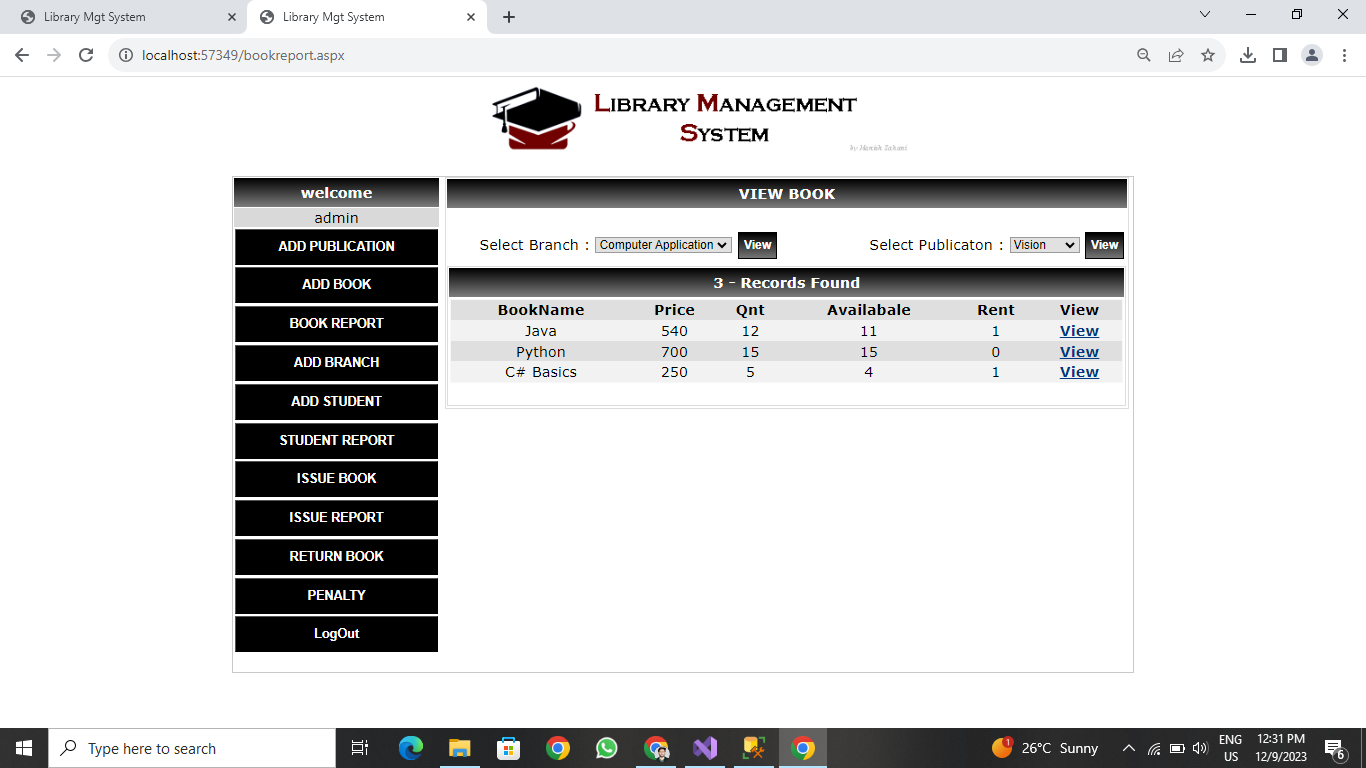 Library Mgt System
Library Mgt System
localhost:57349/bookreport.aspx
LIBRARY MANAGEMENT
SYSTEM
by
welcome
admin
ADD PUBLICATION
ADD BOOK
BOOK REPORT
ADD BRANCH
ADD STUDENT
STUDENT REPORT
ISSUE BOOK
ISSUE REPORT
RETURN BOOK
PENALTY
LogOut
VIEW BOOK
Select Branch : Computer Application View Select Publicaton : Vision View
3 - Records Found
BookName Price Qnt Availabale Rent View
Java 540 12 11 1 View
Python 700 15 15 0 View
C# Basics 250 5 4 1 View
Type here to search
1
26°C Sunny
ENG
US
12:31 PM
12/9/2023
6